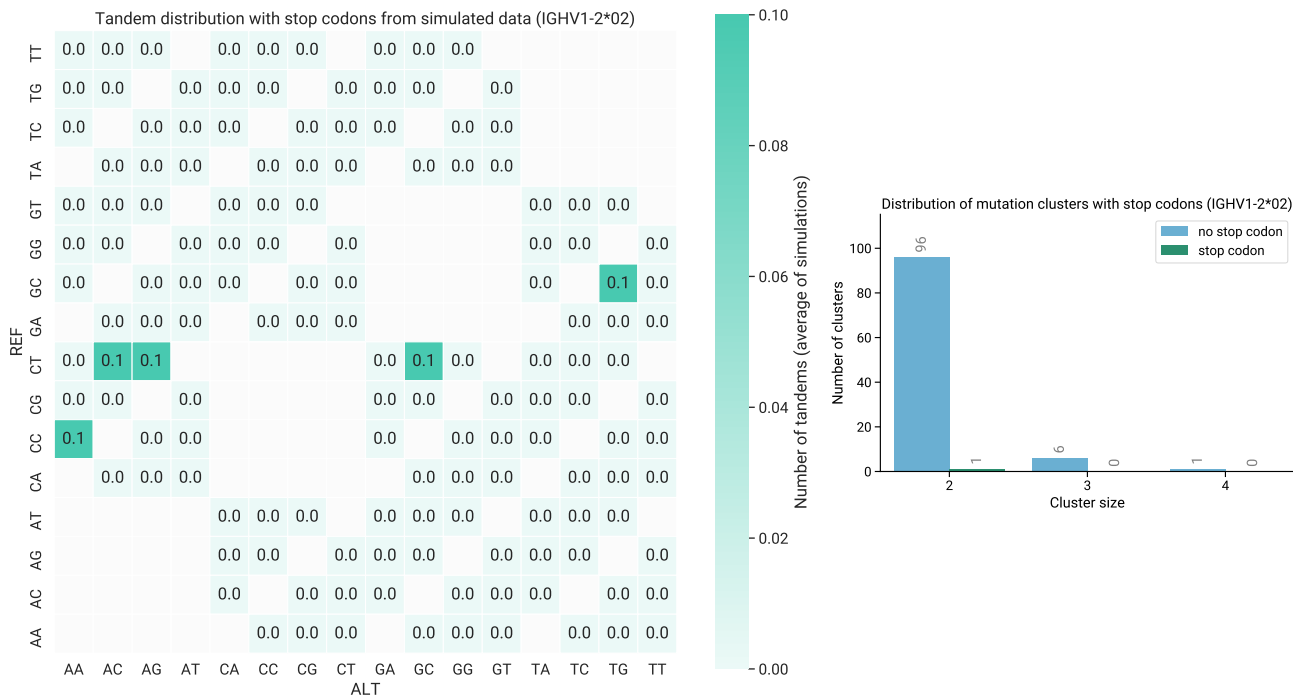 Tandem distribution with stop codons from simulated data (IGHV1-2*02)
TT 0.0 0.0 0.0 0.0 0.0 0.0 0.0 0.0 0.0
TG 0.0 0.0 0.0 0.0 0.0 0.0 0.0 0.0 0.0
TC 0.0 0.0 0.0 0.0 0.0 0.0 0.0 0.0 0.0
TA 0.0 0.0 0.0 0.0 0.0 0.0 0.0 0.0 0.0
GT 0.0 0.0 0.0 0.0 0.0 0.0 0.0 0.0 0.0
GG 0.0 0.0 0.0 0.0 0.0 0.0 0.0 0.0 0.0
GC 0.0 0.0 0.0 0.0 0.0 0.0 0.0 0.1 0.0
GA 0.0 0.0 0.0 0.0 0.0 0.0 0.0 0.0 0.0
CT 0.0 0.1 0.1 0.0 0.1 0.0 0.0 0.0 0.0
CG 0.0 0.0 0.0 0.0 0.0 0.0 0.0 0.0 0.0
CC 0.1 0.0 0.0 0.0 0.0 0.0 0.0 0.0 0.0
CA 0.0 0.0 0.0 0.0 0.0 0.0 0.0 0.0 0.0
AT 0.0 0.0 0.0 0.0 0.0 0.0 0.0 0.0 0.0
AG 0.0 0.0 0.0 0.0 0.0 0.0 0.0 0.0 0.0
AC 0.0 0.0 0.0 0.0 0.0 0.0 0.0 0.0 0.0
AA 0.0 0.0 0.0 0.0 0.0 0.0 0.0 0.0 0.0
AA AC AG AT CA CC CG CT GA GC GG GT TA TC TG TT
REF
ALT
0.10
0.08
0.06
0.04
0.02
0.00
Number of tandems (average of simulations)
Distribution of mutation clusters with stop codons (IGHV1-2*02)
no stop codon
stop codon
100
80
60
40
20
0
Number of clusters
96
1
6
0
1
0
2 3 4
Cluster size